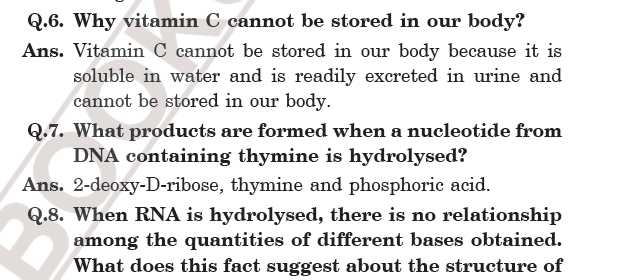 Q.6. Why vitamin C cannot be stored in our body?
Ans. Vitamin C cannot be stored in our body because it is
soluble in water and is readily excreted in urine and
cannot be stored in our body.
Q.7. What products are formed when a nucleotide from
DNA containing thymine is hydrolysed?
Ans. 2-deoxy-D-ribose, thymine and phosphoric acid.
Q.8. When RNA is hydrolysed, there is no relationship
among the quantities of different bases obtained.
What does this fact suggest about the structure of